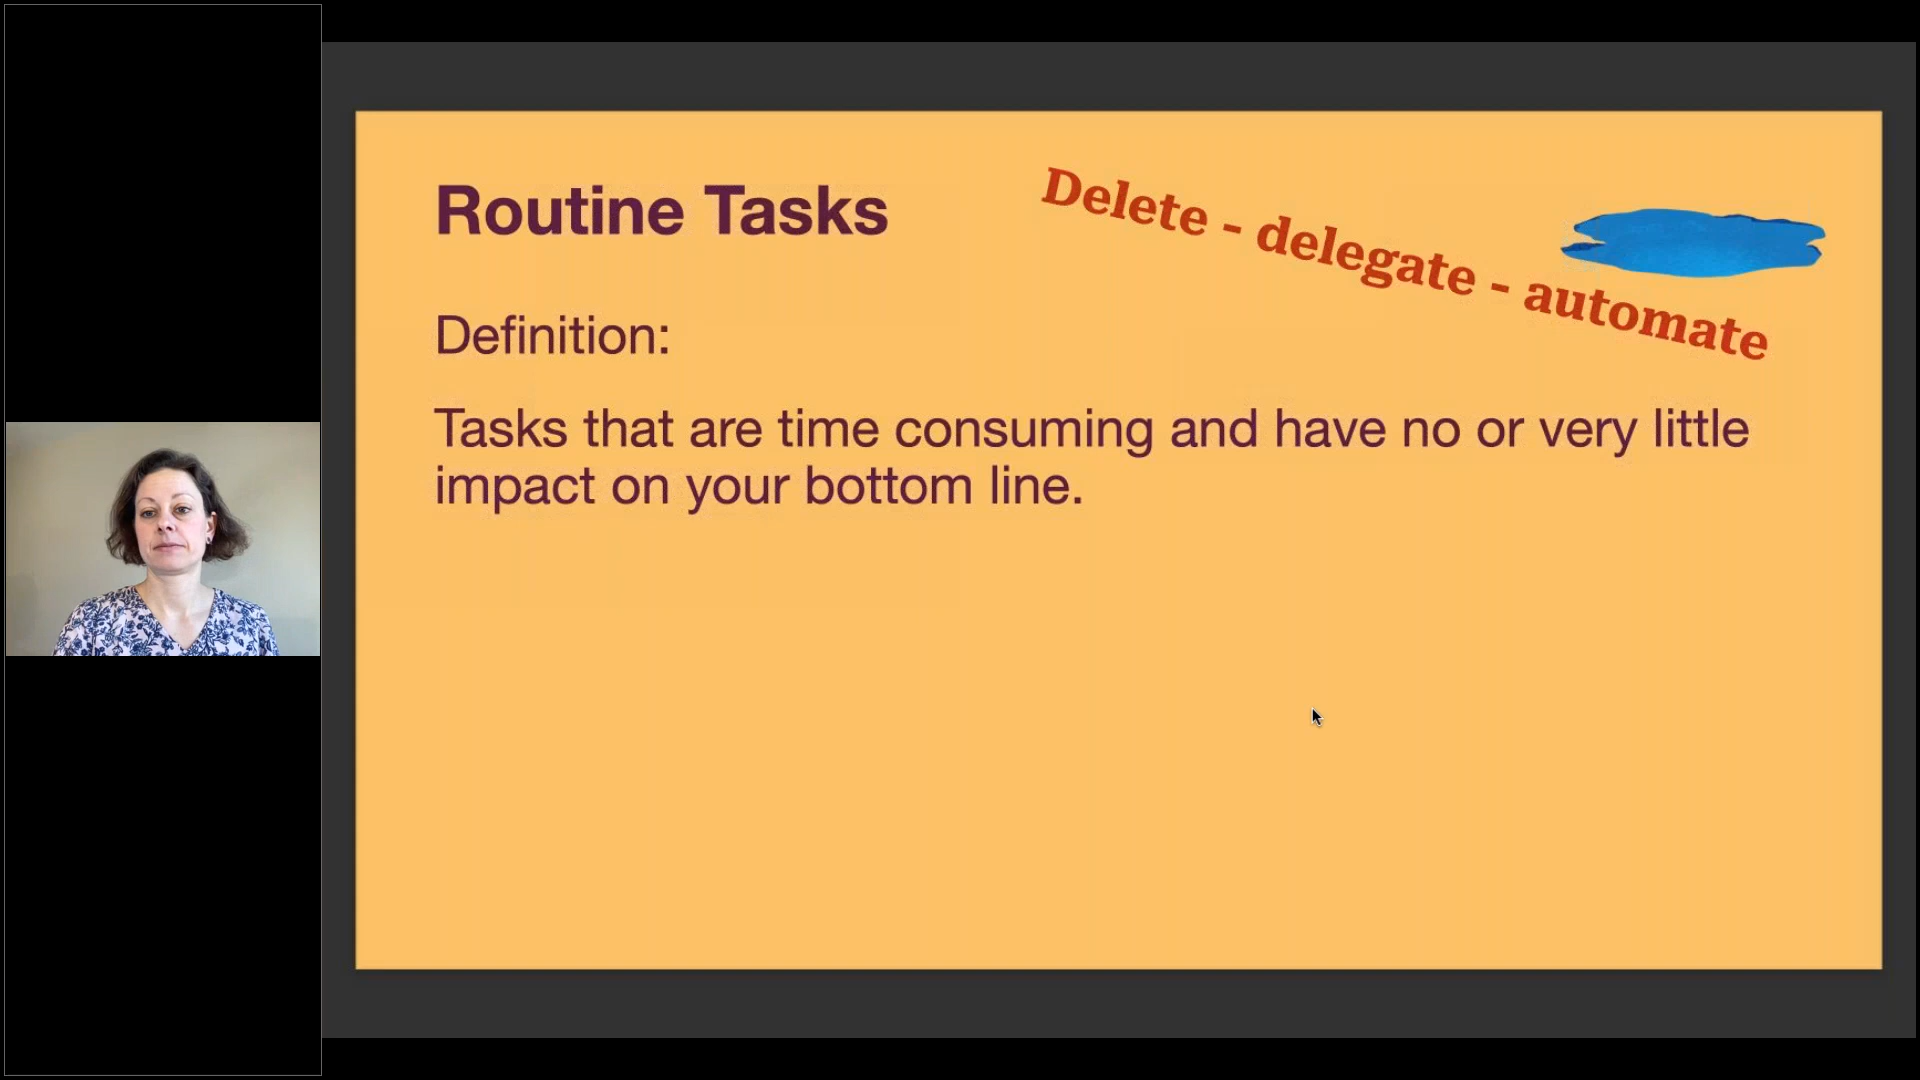 Routine Tasks
Delete - delegate - automate
Definition:
Tasks that are time consuming and have no or very little
impact on your bottom line.